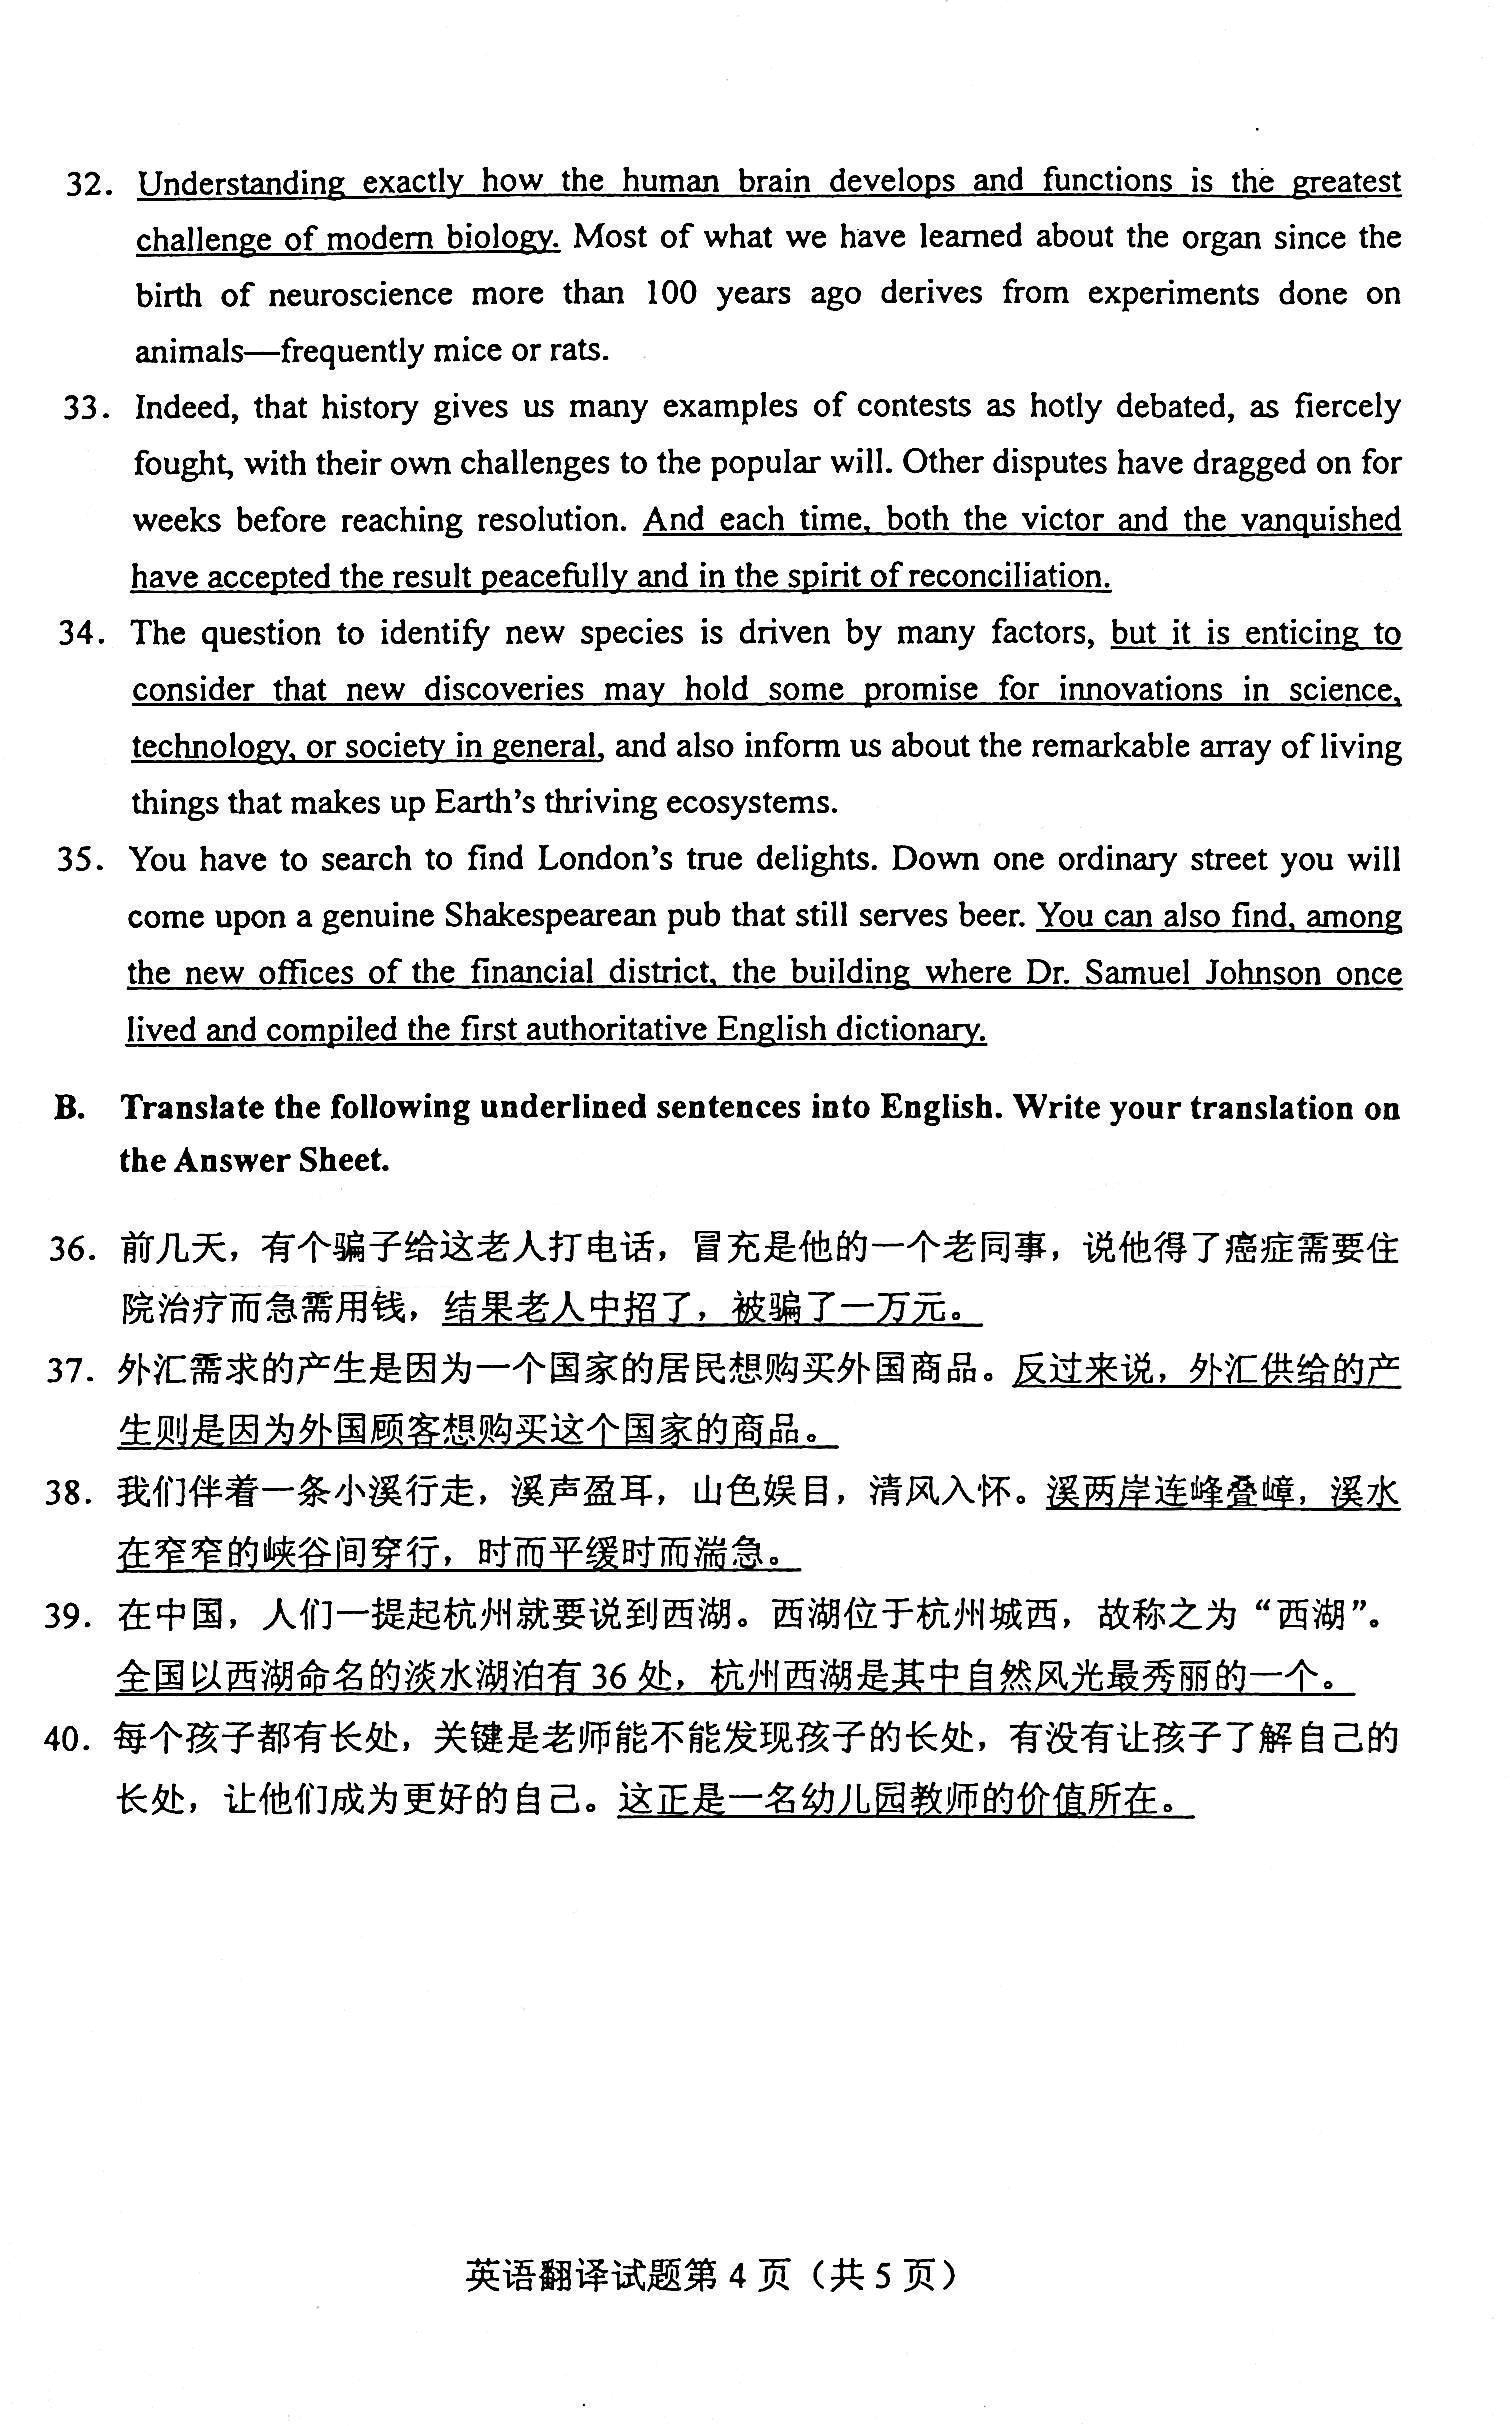 32. Understanding exactly how the human brain develops and functions is the greatest
challenge of modern biology. Most of what we have learned about the organ since the
birth of neuroscience more than 100 years ago derives from experiments done on
animals—frequently mice or rats.
33. Indeed, that history gives us many examples of contests as hotly debated, as fiercely
fought, with their own challenges to the popular will. Other disputes have dragged on for
weeks before reaching resolution. And each time, both the victor and the vanquished
have accepted the result peacefully and in the spirit of reconciliation.
34. The question to identify new species is driven by many factors, but it is enticing to
consider that new discoveries may hold some promise for innovations in science,
technology, or society in general, and also inform us about the remarkable array of living
things that makes up Earth's thriving ecosystems.
35. You have to search to find London's true delights. Down one ordinary street you will
come upon a genuine Shakespearean pub that still serves beer. You can also find, among
the new offices of the financial district, the building where Dr. Samuel Johnson once
lived and compiled the first authoritative English dictionary.
B. Translate the following underlined sentences into English. Write your translation on
the Answer Sheet.
36. 前几天，有个骗子给这老人打电话，冒充是他的一个老同事，说他得了癌症需要住
院治疗而急需用钱，结果老人中招了，被骗了一万元。
37. 外汇需求的产生是因为一个国家的居民想购买外国商品。反过来说，外汇供给的产
生则是因为外国顾客想购买这个国家的商品。
38. 我们伴着一条小溪行走，溪声盈耳，山色娱目，清风入怀。溪两岸连峰叠嶂，溪水
在窄窄的峡谷间穿行，时而平缓时而湍急。
39. 在中国，人们一提起杭州就要说到西湖。西湖位于杭州城西，故称之为“西湖”。
全国以西湖命名的淡水湖泊有 36 处，杭州西湖是其中自然风光最秀丽的一个。
40. 每个孩子都有长处，关键是老师能不能发现孩子的长处，有没有让孩子了解自己的
长处，让他们成为更好的自己。这正是一名幼儿园教师的价值所在。
英语翻译试题第 4 页（共 5 页）